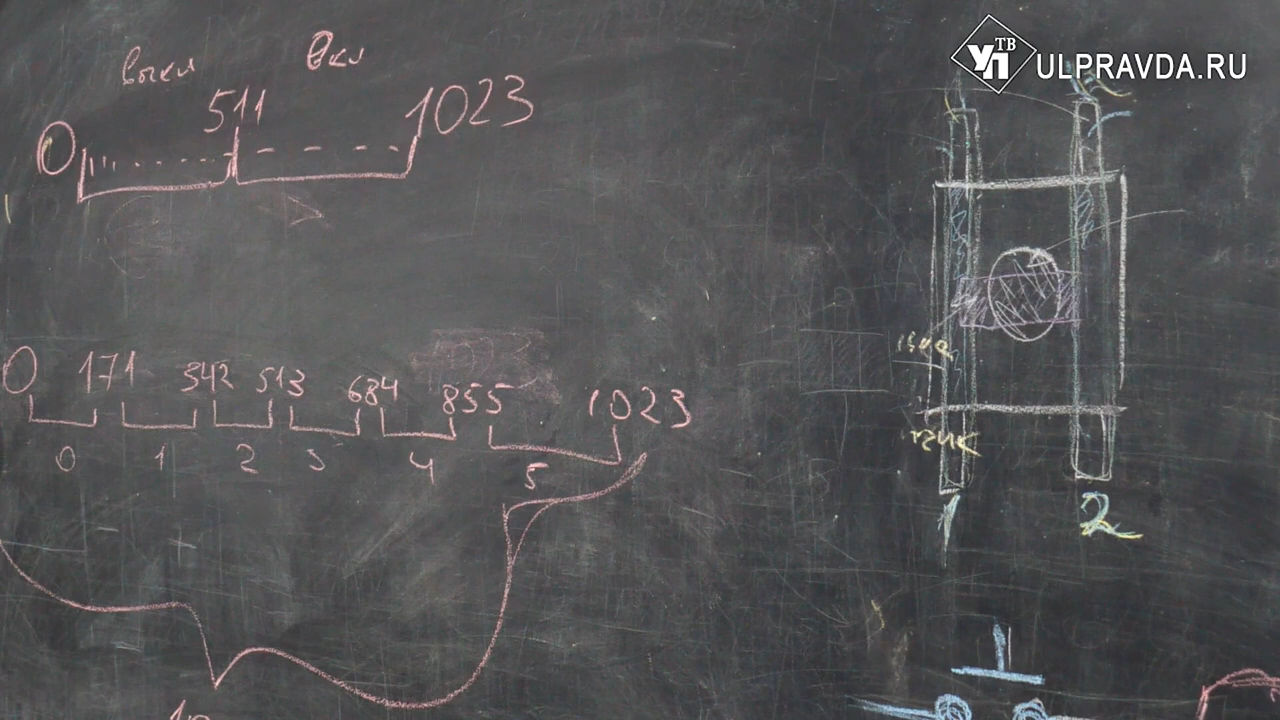 выкл вкл
0 511 1023
0 171 342 513 684 855 1023
0 1 2 3 4 5
1 2
УП ТВ ULPRAVDA.RU